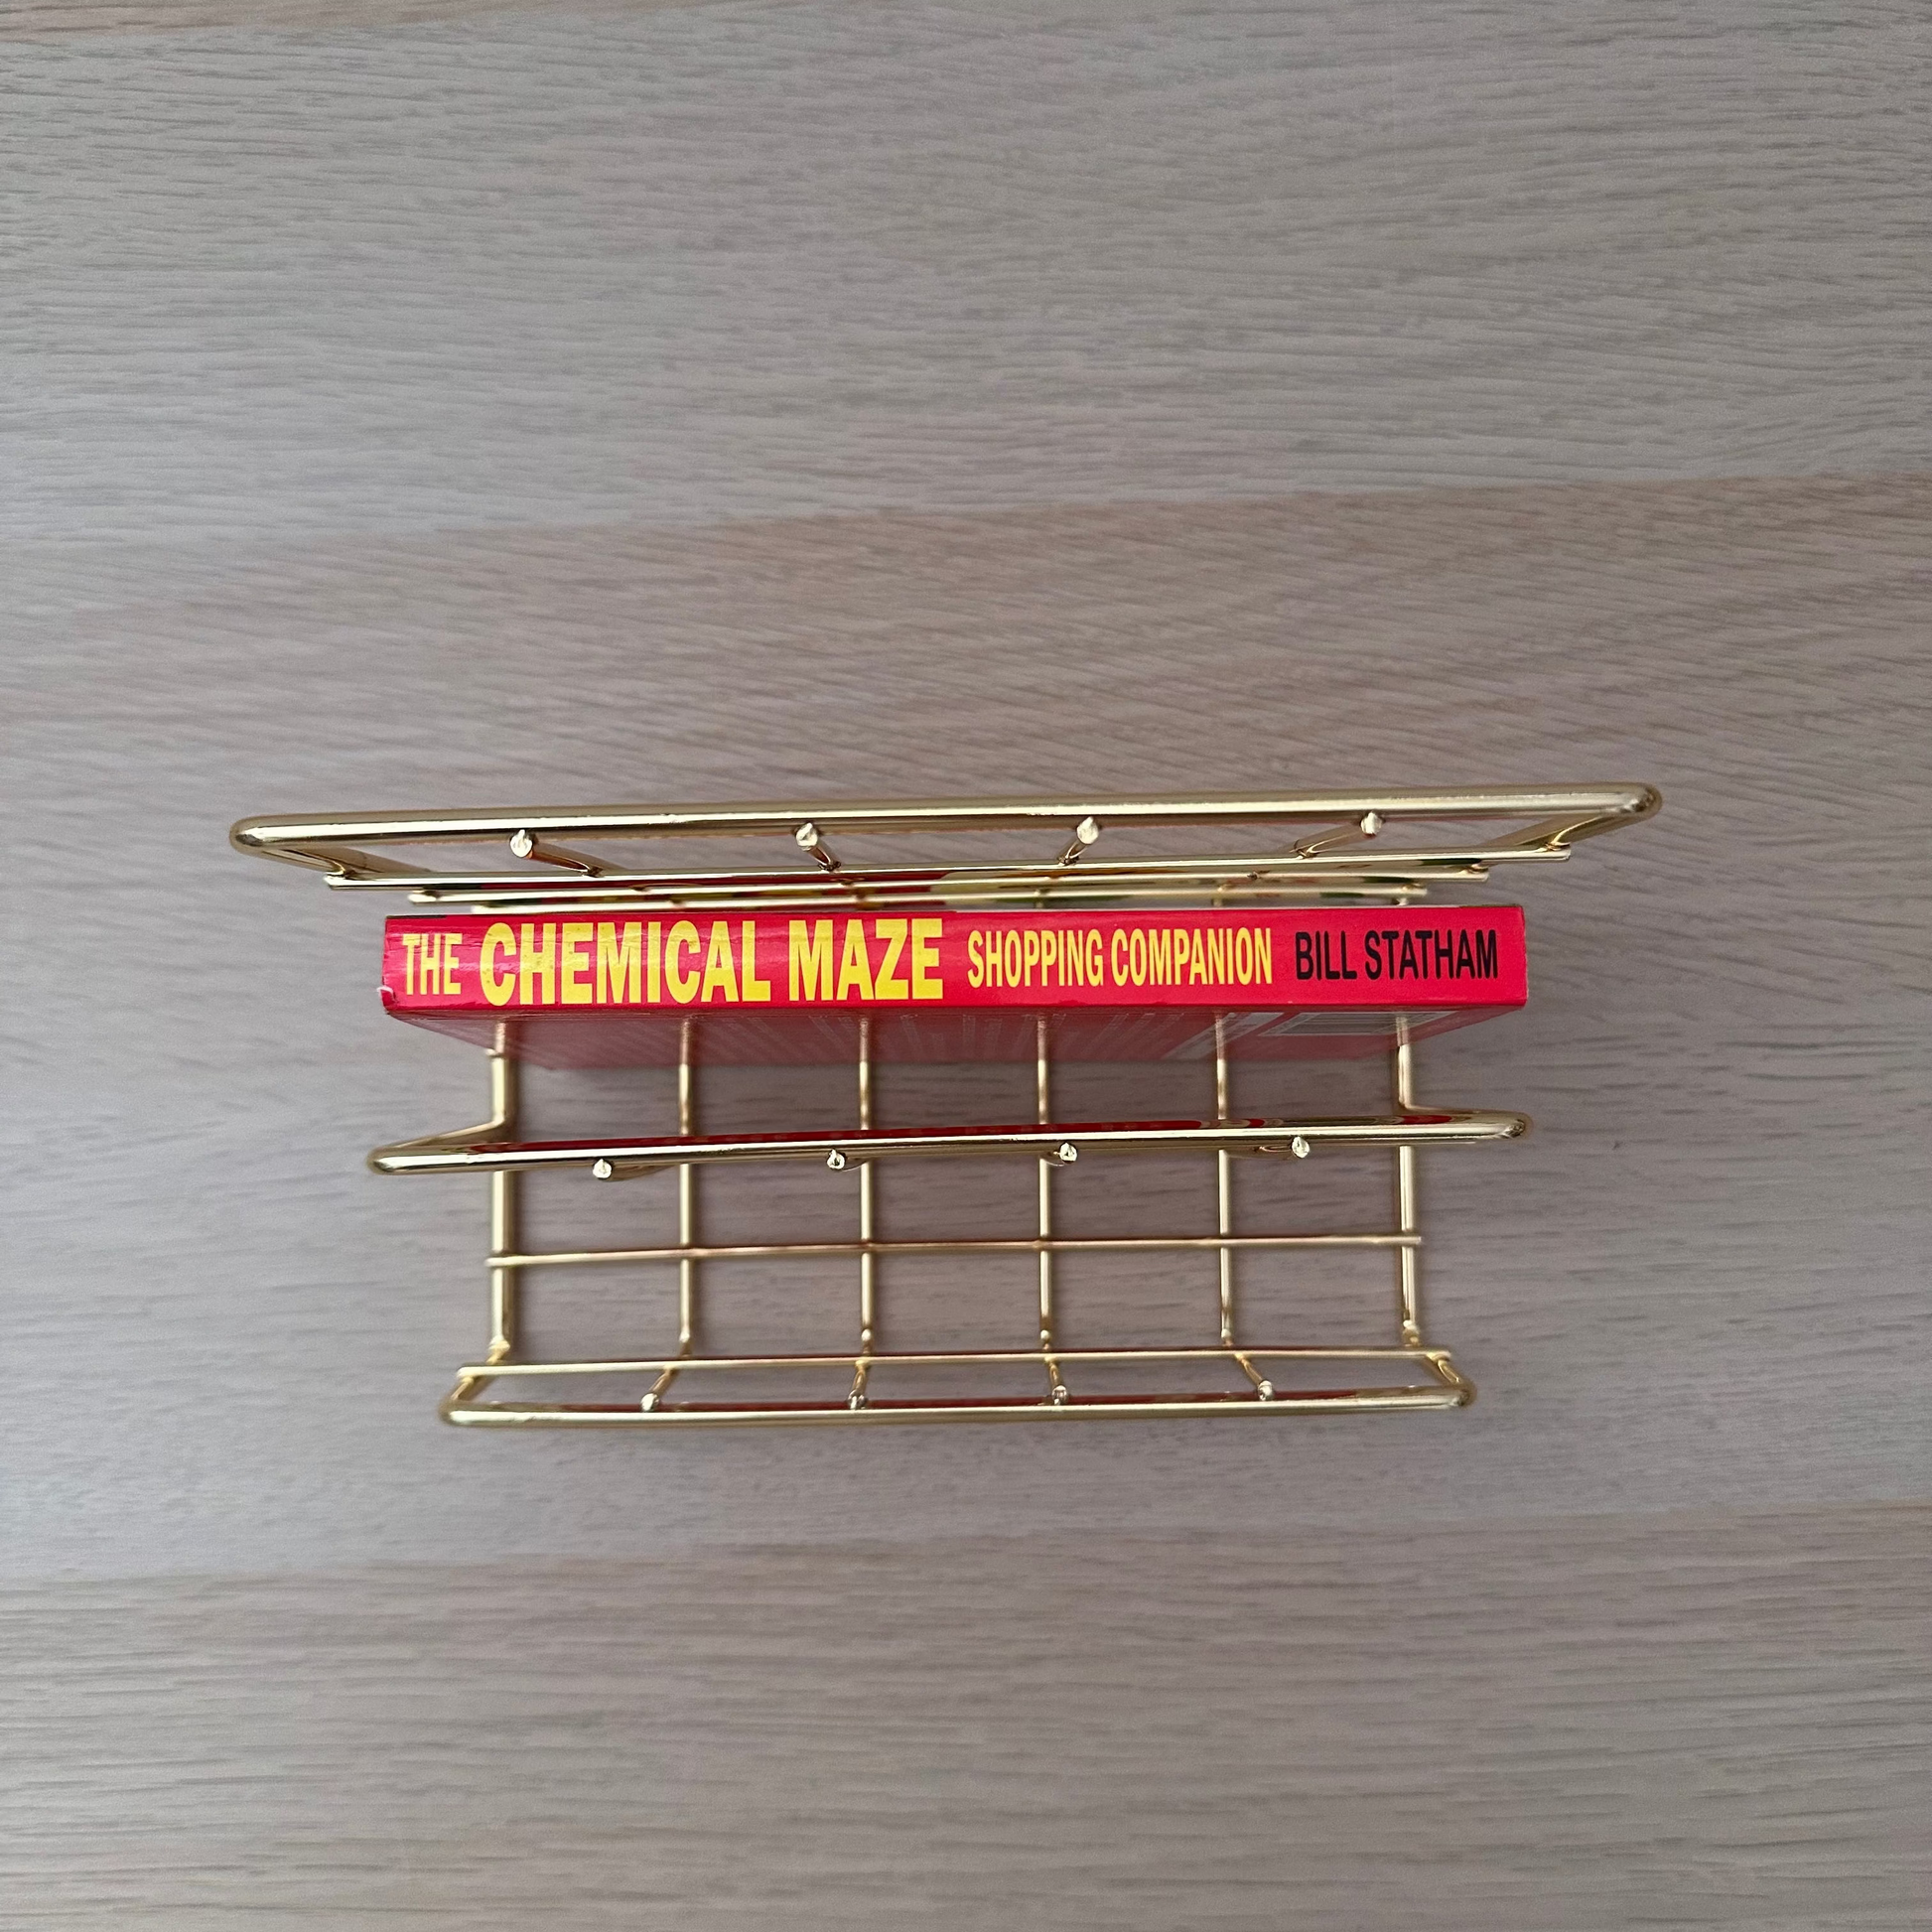 THE CHEMICAL MAZE SHOPPING COMPANION BILL STATHAM